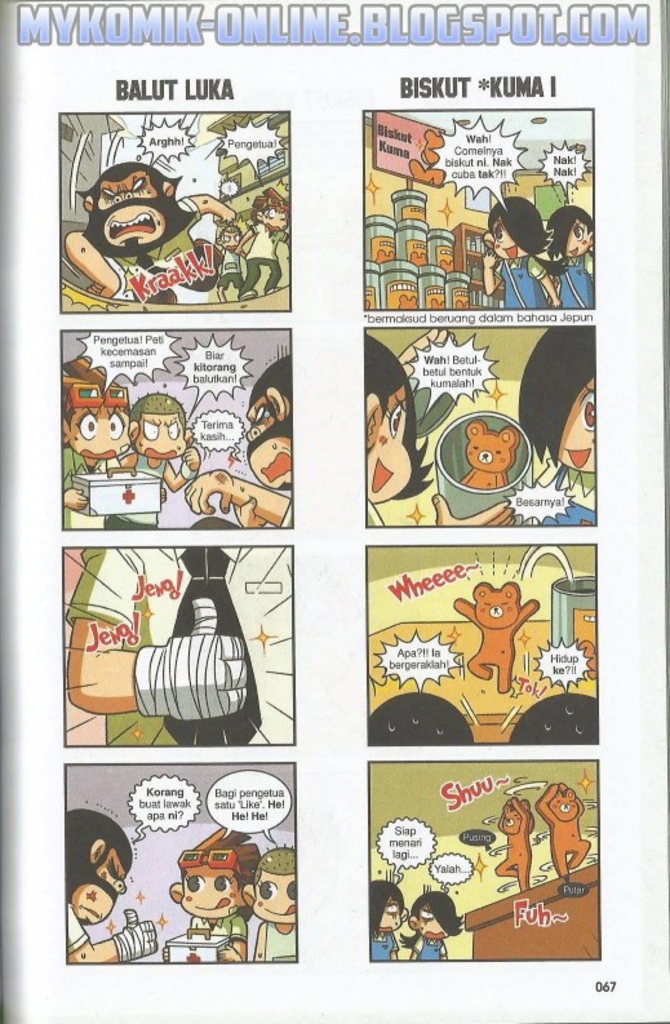 MYKOMIK-ONLINE.BLOGSPOT.COM
BALUT LUKA
Arghh!
Pengetua!
Kraakk!
Pengetua! Peti
kecemasan
sampai!
Biar
kitorang
balutkan!
Terima
kasih...
Jeng!
Jeng!
Korang
buat lawak
apa ni?
Bagi pengetua
satu 'Like'. He!
He! He!
BISKUT *KUMA I
Biskut
Kuma
Wah!
Comelnya
biskut ni. Nak
cuba tak?!!
Nak!
Nak!
*bermaksud beruang dalam bahasa Jepun
Wah! Betul-
betul bentuk
kumalah!
Besarnya!
Wheeee~
Apa?!! Ia
bergeraklah!
Hidup
ke?!!
Tok!
Shuu~
Siap
menari
lagi...
Pusing
Yalah...
Putar
Fuh~
067